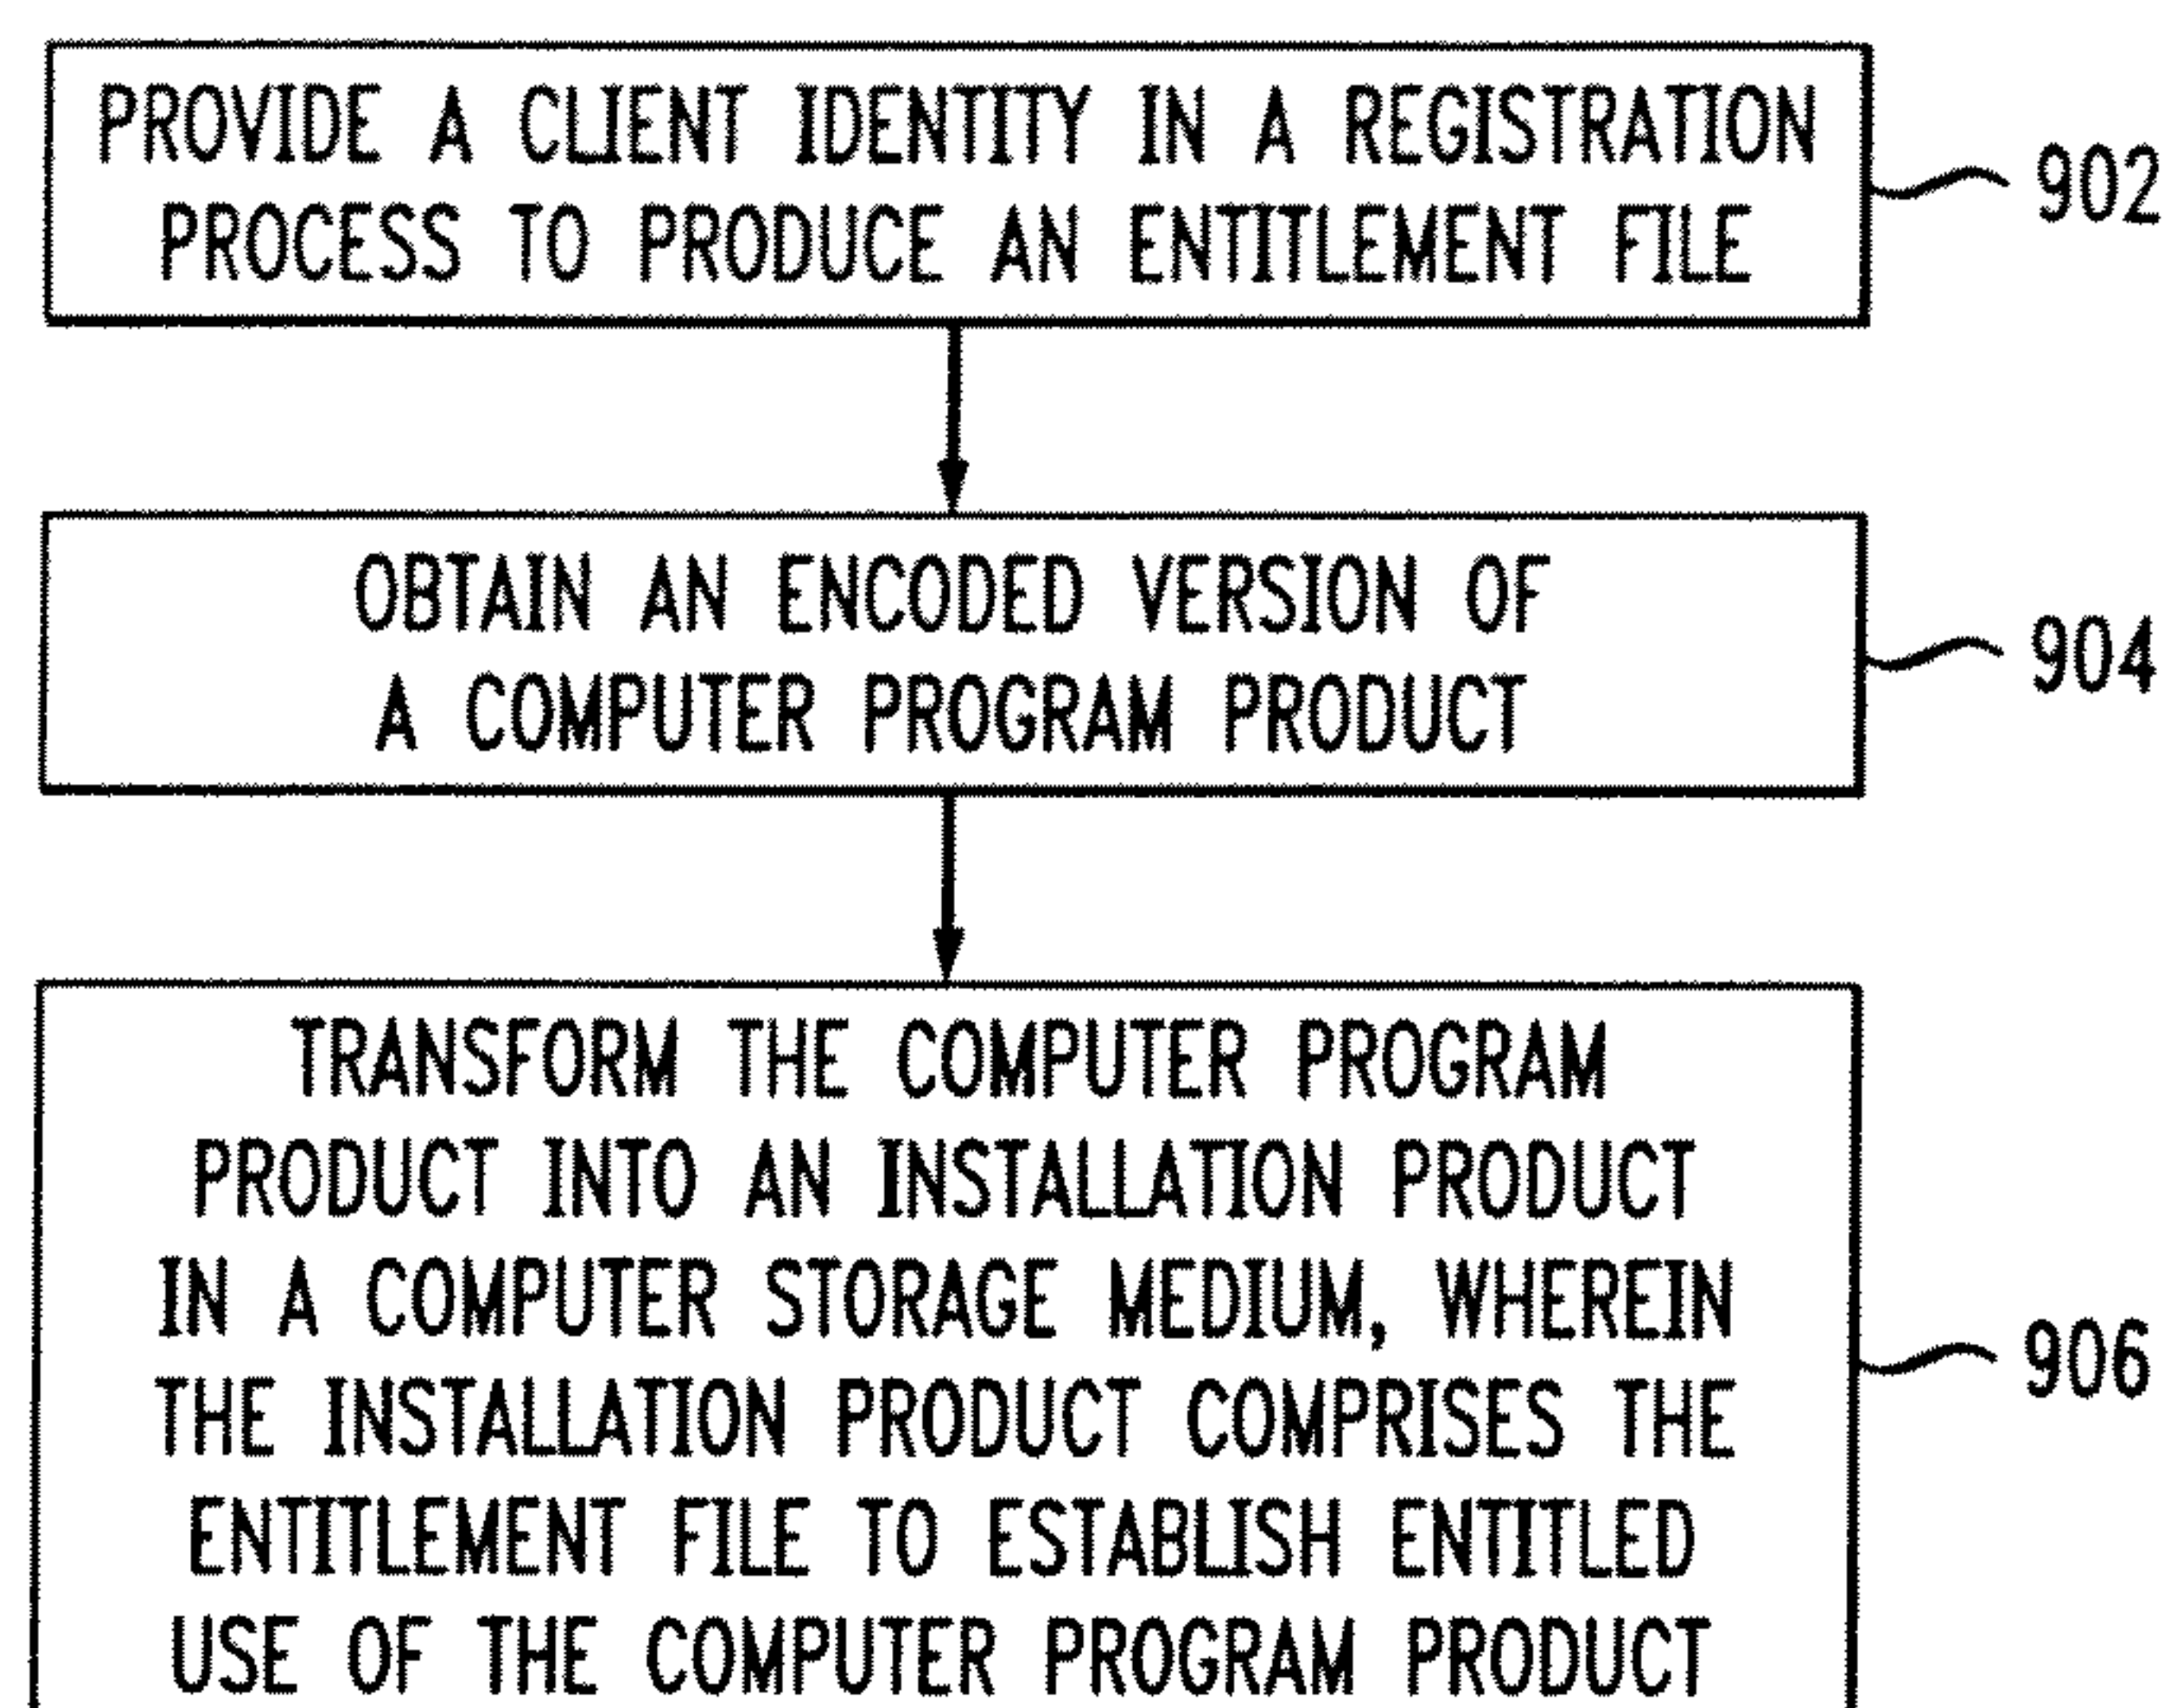 PROVIDE A CLIENT IDENTITY IN A REGISTRATION
PROCESS TO PRODUCE AN ENTITLEMENT FILE
902
OBTAIN AN ENCODED VERSION OF
A COMPUTER PROGRAM PRODUCT
904
TRANSFORM THE COMPUTER PROGRAM
PRODUCT INTO AN INSTALLATION PRODUCT
IN A COMPUTER STORAGE MEDIUM, WHEREIN
THE INSTALLATION PRODUCT COMPRISES THE
ENTITLEMENT FILE TO ESTABLISH ENTITLED
USE OF THE COMPUTER PROGRAM PRODUCT
906